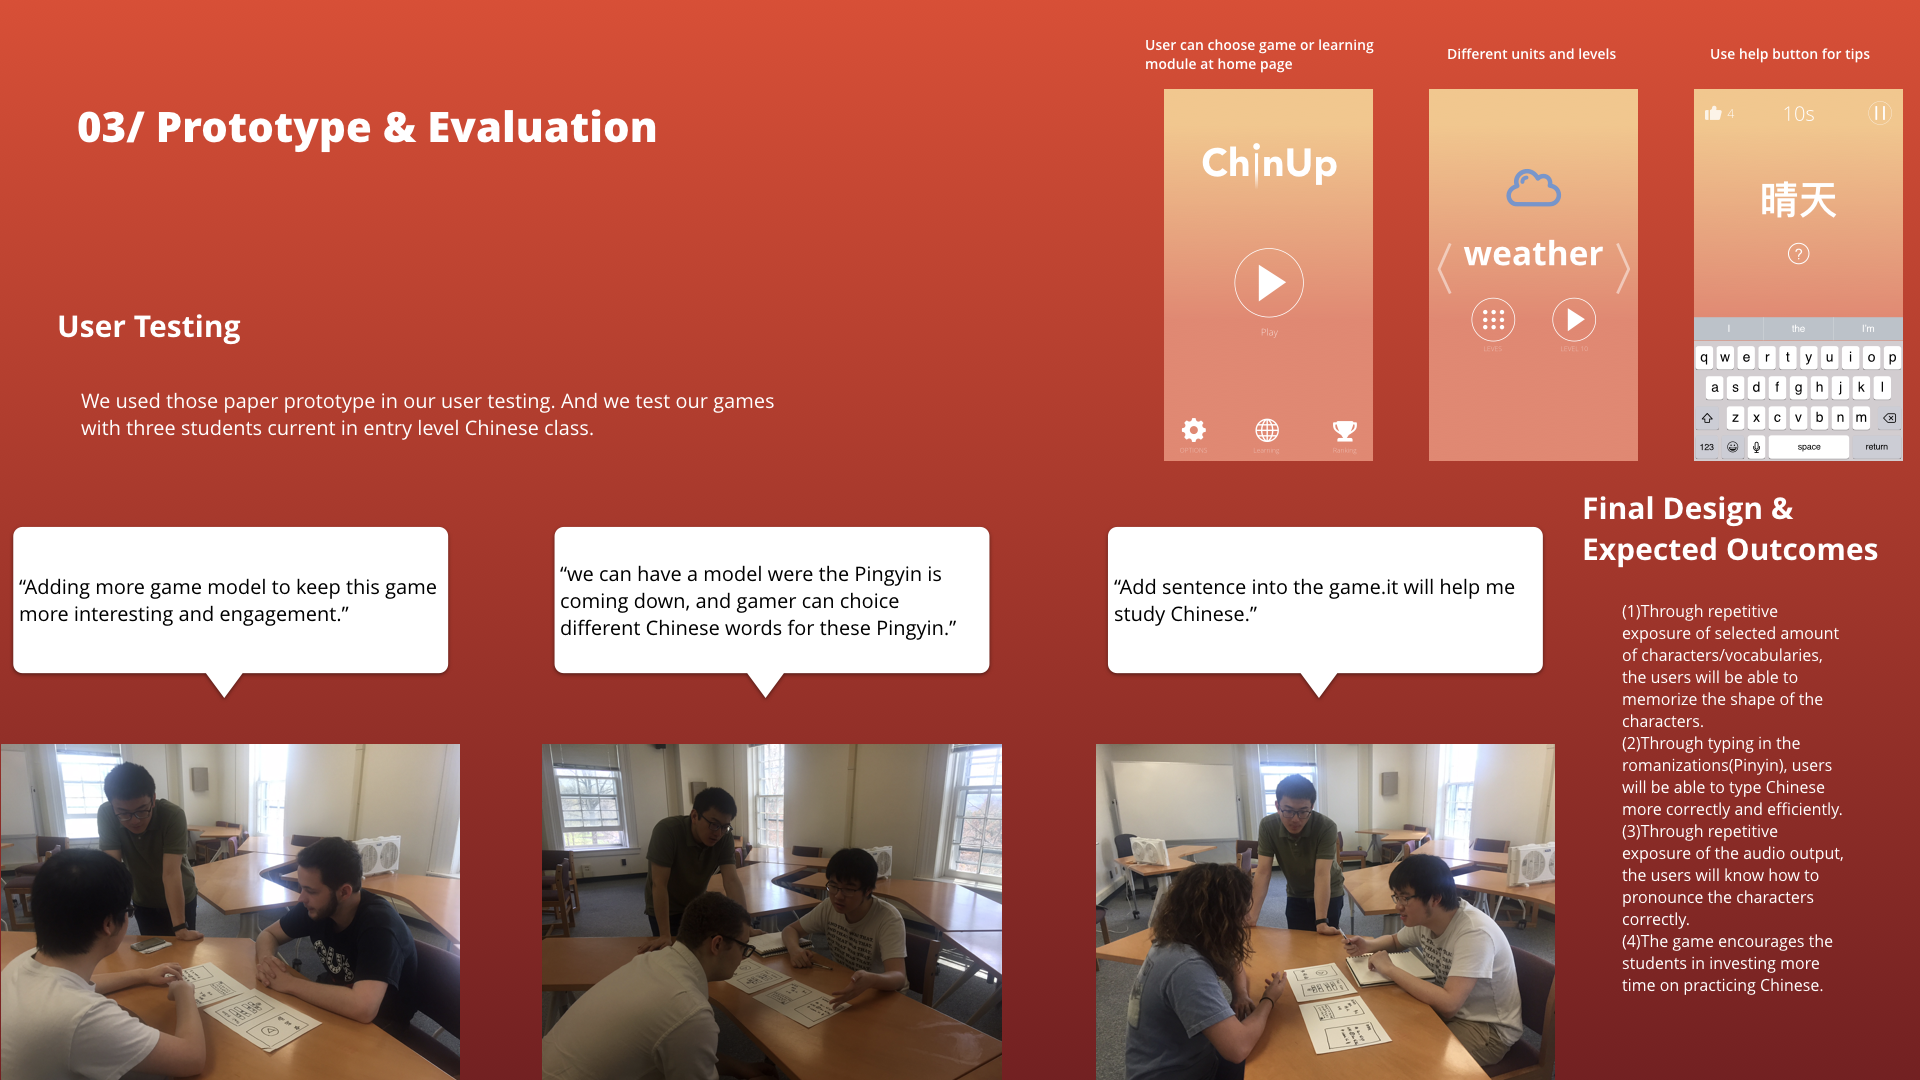 03/ Prototype & Evaluation
User can choose game or learning
module at home page
Different units and levels
Use help button for tips
ChinUp
Play
OPTIONS
Learning
Ranking
weather
LEVEL
LEVEL 10
4
10s
晴天
?
I the I'm
q w e r t y u i o p
a s d f g h j k l
z x c v b n m
123 space return
User Testing
We used those paper prototype in our user testing. And we test our games
with three students current in entry level Chinese class.
“Adding more game model to keep this game
more interesting and engagement.”
“we can have a model were the Pingyin is
coming down, and gamer can choice
different Chinese words for these Pingyin.”
“Add sentence into the game.it will help me
study Chinese.”
Final Design &
Expected Outcomes
(1)Through repetitive
exposure of selected amount
of characters/vocabularies,
the users will be able to
memorize the shape of the
characters.
(2)Through typing in the
romanizations(Pinyin), users
will be able to type Chinese
more correctly and efficiently.
(3)Through repetitive
exposure of the audio output,
the users will know how to
pronounce the characters
correctly.
(4)The game encourages the
students in investing more
time on practicing Chinese.